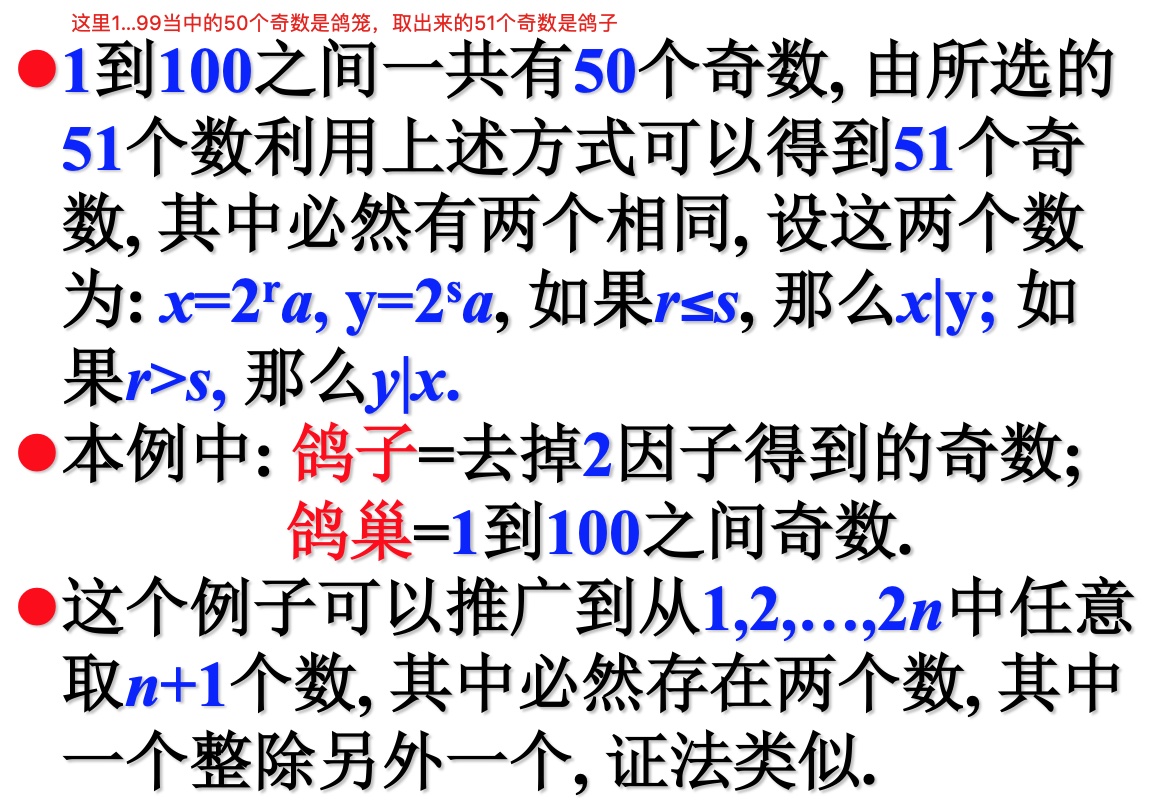 这里1...99当中的50个奇数是鸽笼，取出来的51个奇数是鸽子
●1到100之间一共有50个奇数, 由所选的
51个数利用上述方式可以得到51个奇
数, 其中必然有两个相同, 设这两个数
为: x=2ʳa, y=2ˢa, 如果r≤s, 那么x|y; 如
果r>s, 那么y|x.
●本例中: 鸽子=去掉2因子得到的奇数;
鸽巢=1到100之间奇数.
●这个例子可以推广到从1,2,…,2n中任意
取n+1个数, 其中必然存在两个数, 其中
一个整除另外一个, 证法类似.